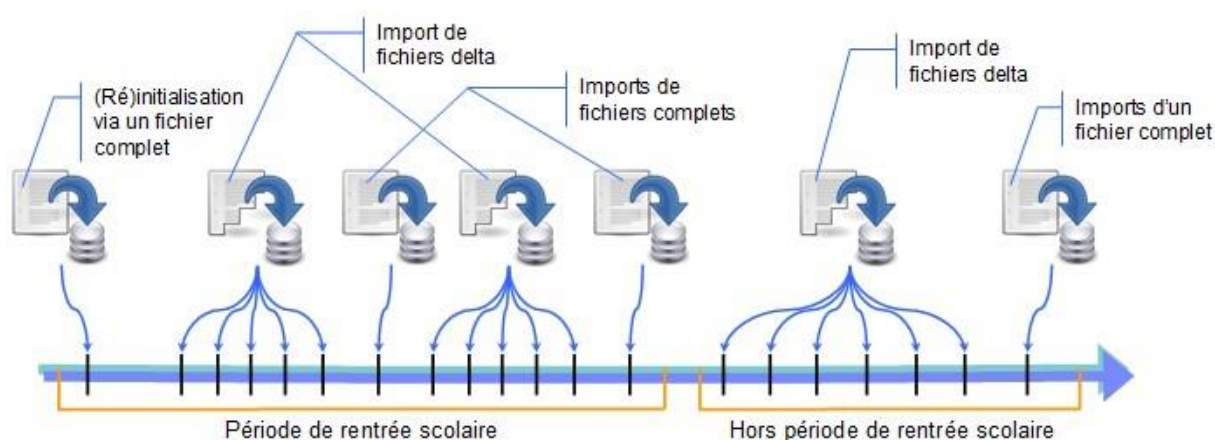 (Ré)initialisation
via un fichier
complet
Import de
fichiers delta
Imports de
fichiers complets
Import de
fichiers delta
Imports d'un
fichier complet
Période de rentrée scolaire
Hors période de rentrée scolaire